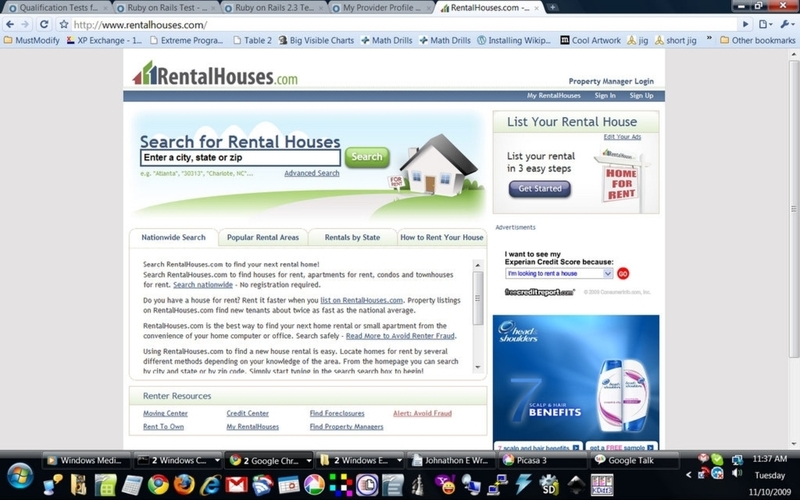 Qualification Tests f
Ruby on Rails Test -
Ruby on Rails 2.3 Te
My Provider Profile
RentalHouses.com -
http://www.rentalhouses.com/
MustModify
XP Exchange - 1
Extreme Progra...
Table 2
Big Visible Charts
Math Drills
Math Drills
Installing Wikip...
Cool Artwork
jig
short jig
Other bookmarks
RentalHouses.com
Property Manager Login
My RentalHouses Sign In Sign Up
Search for Rental Houses
Enter a city, state or zip
Search
e.g. "Atlanta", "30313", "Charlote, NC"...
Advanced Search
FOR RENT
List Your Rental House
Edit Your Ads
List your rental
in 3 easy steps
Get Started
RentalHouses
HOME
FOR
RENT
Advertisments
I want to see my
Experian Credit Score because:
I'm looking to rent a house
GO
freecreditreport.com
© 2009 ConsumerInfo.com, Inc.
Nationwide Search
Popular Rental Areas
Rentals by State
How to Rent Your House
Search RentalHouses.com to find your next rental home!
Search RentalHouses.com to find houses for rent, apartments for rent, condos and townhouses
for rent. Search nationwide - No registration required.
Do you have a house for rent? Rent it faster when you list on RentalHouses.com. Property listings
on RentalHouses.com find new tenants about twice as fast as the national average.
RentalHouses.com is the best way to find your next home rental or small apartment from the
convenience of your home computer or office. Search safely - Read More to Avoid Renter Fraud.
Using RentalHouses.com to find a new house rental is easy. Locate homes for rent by several
different methods depending on your knowledge of the area. From the homepage you can search
by city and state or by zip code. Simply start typing in the search search box to begin!
head &
shoulders
7
SCALP & HAIR
BENEFITS
7 scalp and hair benefits
get a FREE sample
Renter Resources
Moving Center
Credit Center
Find Foreclosures
Alert: Avoid Fraud
Rent To Own
My RentalHouses
Find Property Managers
Windows Medi...
2 Windows C...
2 Google Chr...
2 Windows E...
Johnathon E Wr...
Picasa 3
Google Talk
11:37 AM
Tuesday
11/10/2009